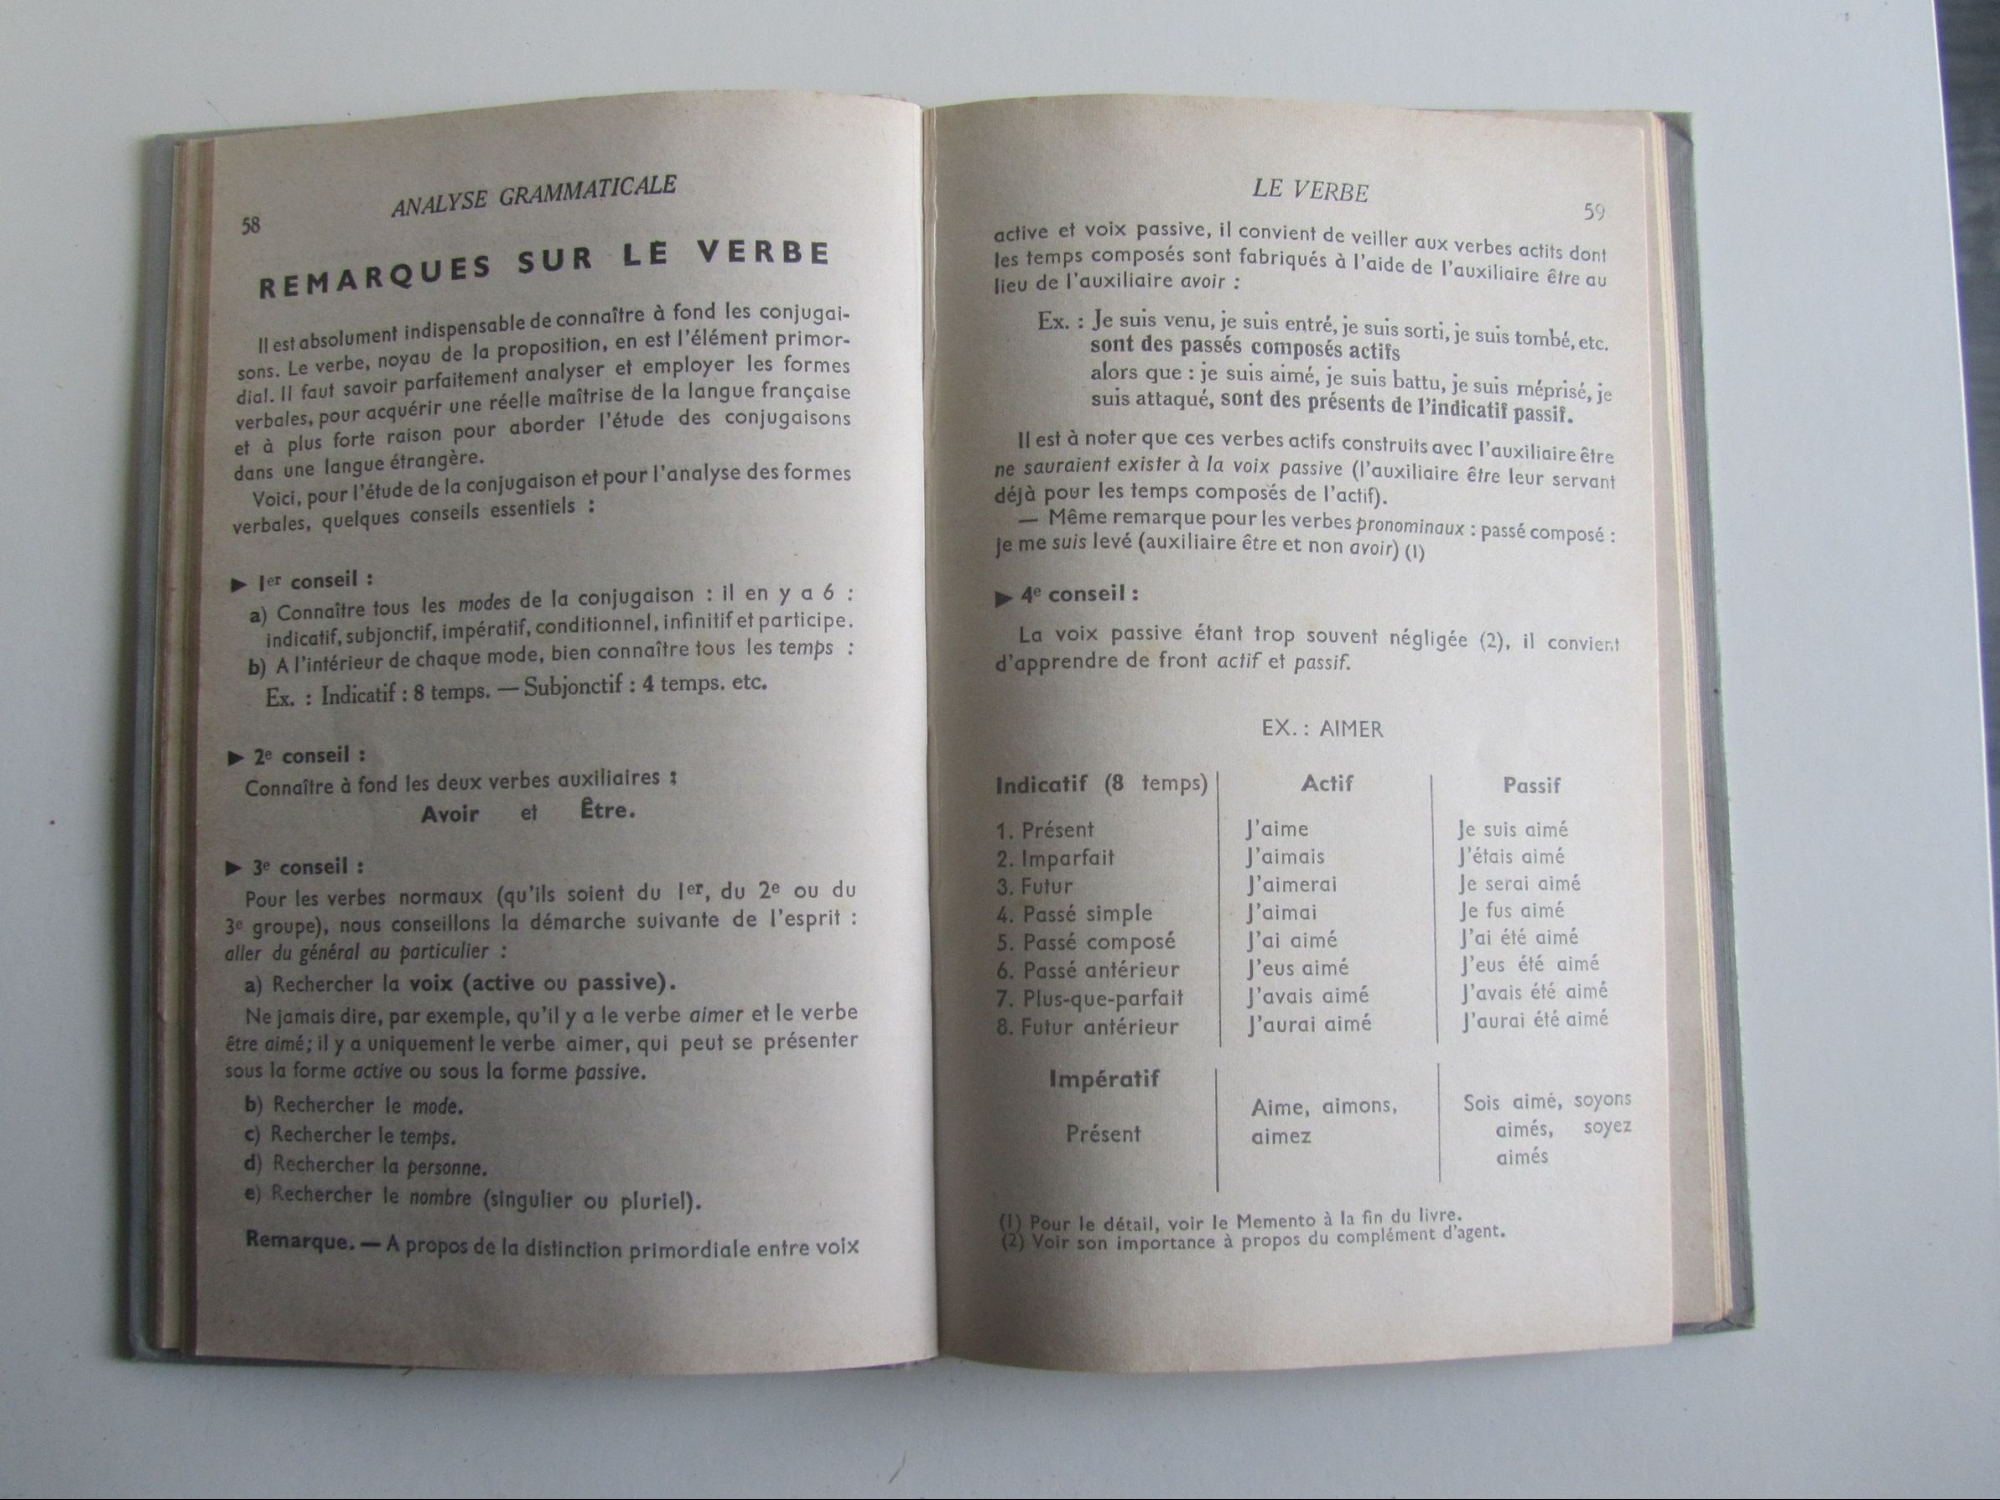 58
ANALYSE GRAMMATICALE
REMARQUES SUR LE VERBE
Il est absolument indispensable de connaître à fond les conjugai-
sons. Le verbe, noyau de la proposition, en est l'élément primor-
dial. Il faut savoir parfaitement analyser et employer les formes
verbales, pour acquérir une réelle maîtrise de la langue française
et à plus forte raison pour aborder l'étude des conjugaisons
dans une langue étrangère.
Voici, pour l'étude de la conjugaison et pour l'analyse des formes
verbales, quelques conseils essentiels :
► 1er conseil :
a) Connaître tous les modes de la conjugaison : il en y a 6 :
indicatif, subjonctif, impératif, conditionnel, infinitif et participe.
b) A l'intérieur de chaque mode, bien connaître tous les temps :
Ex. : Indicatif : 8 temps. — Subjonctif : 4 temps. etc.
► 2e conseil :
Connaître à fond les deux verbes auxiliaires :
Avoir et Être.
► 3e conseil :
Pour les verbes normaux (qu'ils soient du 1er, du 2e ou du
3e groupe), nous conseillons la démarche suivante de l'esprit :
aller du général au particulier :
a) Rechercher la voix (active ou passive).
Ne jamais dire, par exemple, qu'il y a le verbe aimer et le verbe
être aimé; il y a uniquement le verbe aimer, qui peut se présenter
sous la forme active ou sous la forme passive.
b) Rechercher le mode.
c) Rechercher le temps.
d) Rechercher la personne.
e) Rechercher le nombre (singulier ou pluriel).
Remarque. — A propos de la distinction primordiale entre voix
LE VERBE
59
active et voix passive, il convient de veiller aux verbes actifs dont
les temps composés sont fabriqués à l'aide de l'auxiliaire être au
lieu de l'auxiliaire avoir :
Ex. : Je suis venu, je suis entré, je suis sorti, je suis tombé, etc.
sont des passés composés actifs
alors que : je suis aimé, je suis battu, je suis méprisé, je
suis attaqué, sont des présents de l'indicatif passif.
Il est à noter que ces verbes actifs construits avec l'auxiliaire être
ne sauraient exister à la voix passive (l'auxiliaire être leur servant
déjà pour les temps composés de l'actif).
— Même remarque pour les verbes pronominaux : passé composé :
je me suis levé (auxiliaire être et non avoir) (1)
► 4e conseil :
La voix passive étant trop souvent négligée (2), il convient
d'apprendre de front actif et passif.
EX. : AIMER
Indicatif (8 temps) Actif Passif
1. Présent J'aime Je suis aimé
2. Imparfait J'aimais J'étais aimé
3. Futur J'aimerai Je serai aimé
4. Passé simple J'aimai Je fus aimé
5. Passé composé J'ai aimé J'ai été aimé
6. Passé antérieur J'eus aimé J'eus été aimé
7. Plus-que-parfait J'avais aimé J'avais été aimé
8. Futur antérieur J'aurai aimé J'aurai été aimé
Impératif
Présent
Aime, aimons,
aimez
Sois aimé, soyons
aimés, soyez
aimés
(1) Pour le détail, voir le Memento à la fin du livre.
(2) Voir son importance à propos du complément d'agent.